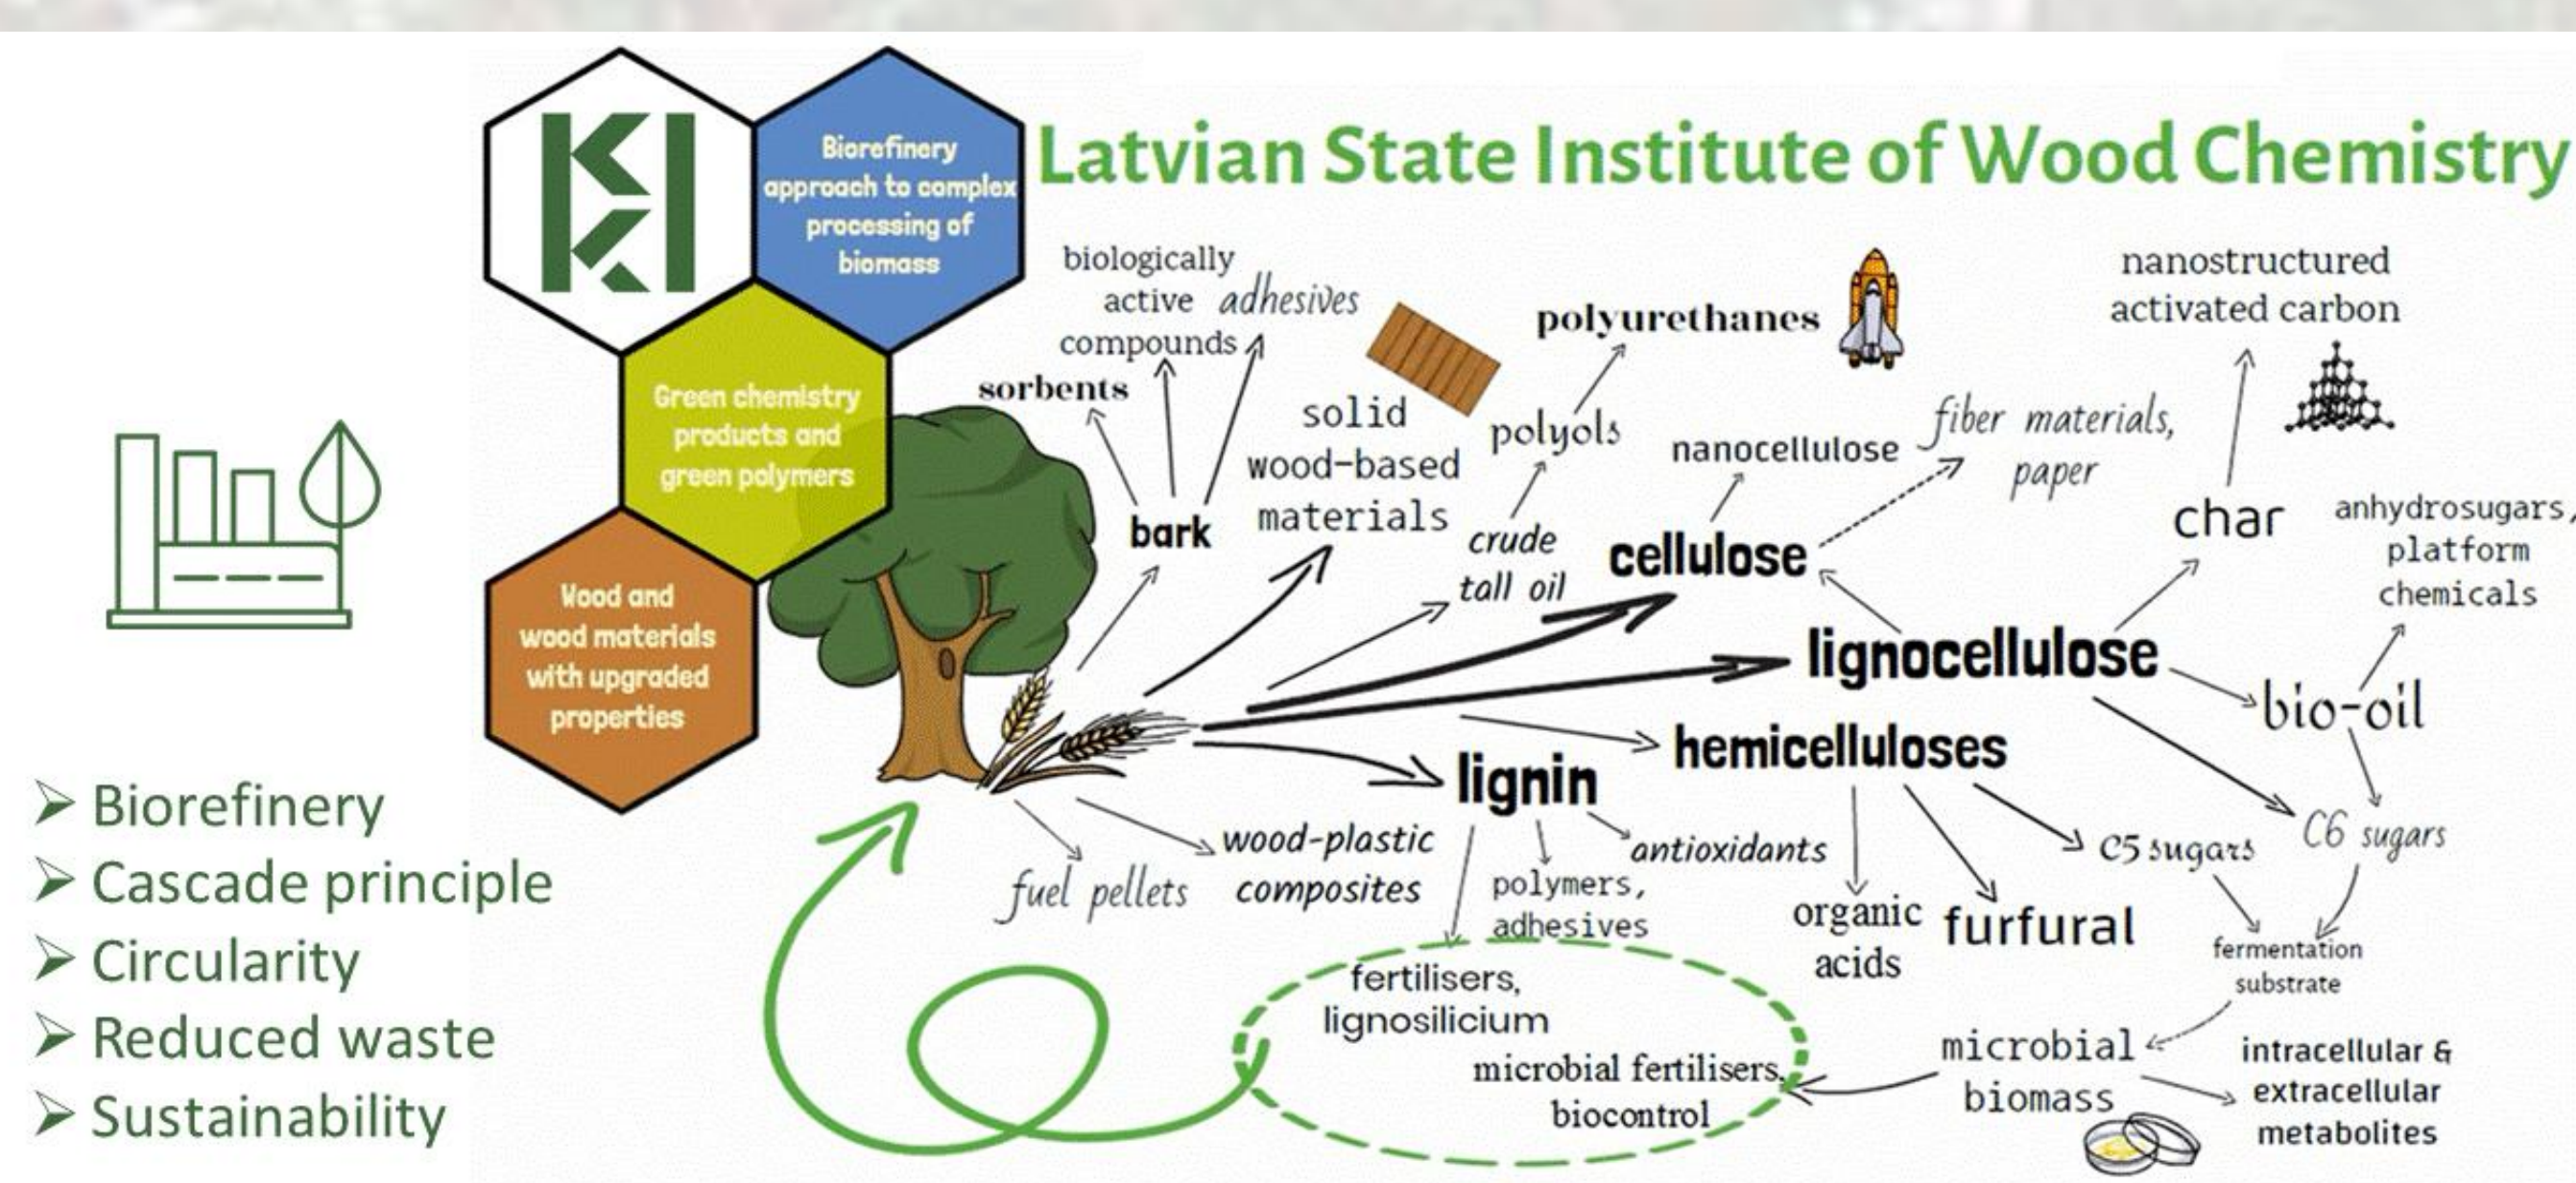 KKI
Biorefinery
approach to complex
processing of
biomass
Latvian State Institute of Wood Chemistry
Green chemistry
products and
green polymers
Wood and
wood materials
with upgraded
properties
Biorefinery
Cascade principle
Circularity
Reduced waste
Sustainability
biologically
active
compounds
adhesives
sorbents
bark
solid
wood-based
materials
polyurethanes
polyols
crude
tall oil
nanocellulose
cellulose
fiber materials,
paper
nanostructured
activated carbon
char
anhydrosugars,
platform
chemicals
lignocellulose
bio-oil
hemicelluloses
lignin
wood-plastic
composites
fuel pellets
antioxidants
polymers,
adhesives
organic
acids
furfural
C5 sugars
C6 sugars
fermentation
substrate
fertilisers,
lignosilicium
microbial fertilisers,
biocontrol
microbial
biomass
intracellular &
extracellular
metabolites